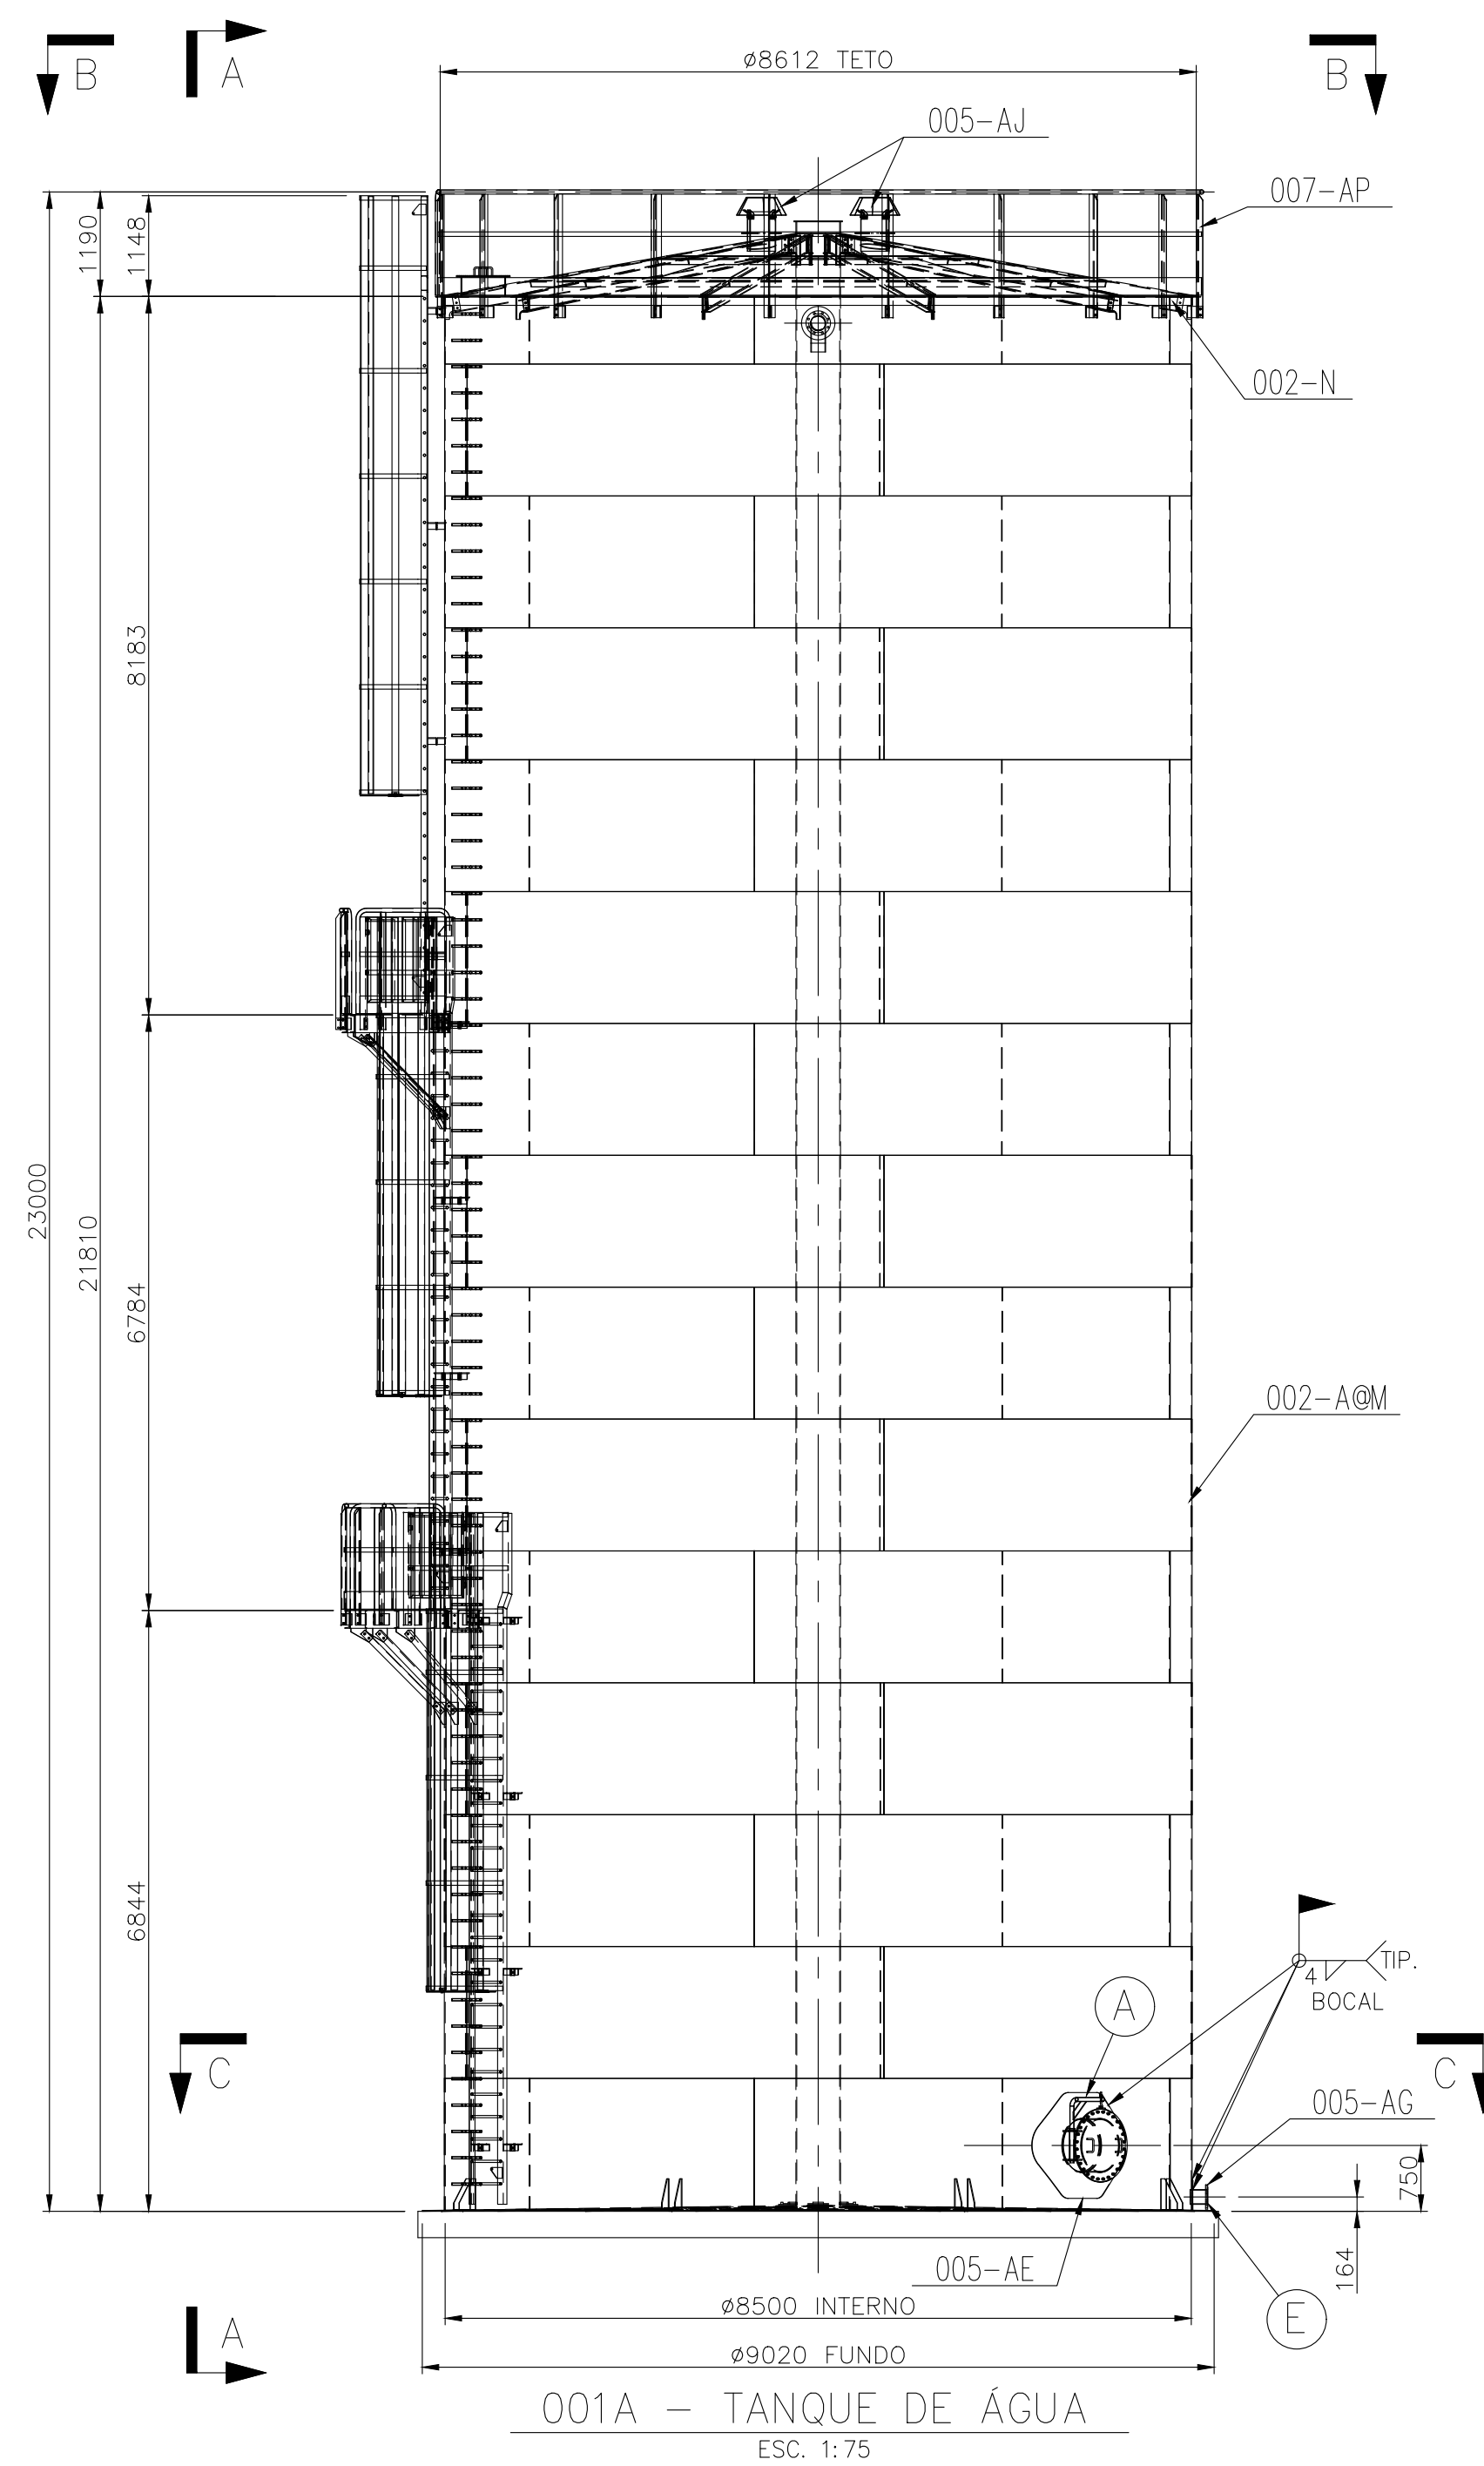 B
A
ø8612 TETO
B
005-AJ
007-AP
1190
1148
002-N
8183
23000
21810
6784
002-A@M
6844
4
TIP.
BOCAL
A
C
C
005-AG
750
164
005-AE
E
A
ø8500 INTERNO
ø9020 FUNDO
001A - TANQUE DE ÁGUA
ESC. 1:75